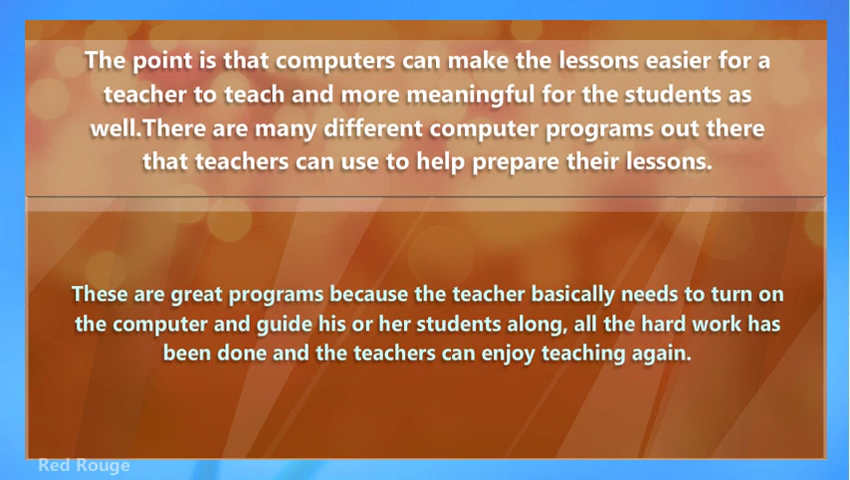 The point is that computers can make the lessons easier for a
teacher to teach and more meaningful for the students as
well.There are many different computer programs out there
that teachers can use to help prepare their lessons.
These are great programs because the teacher basically needs to turn on
the computer and guide his or her students along, all the hard work has
been done and the teachers can enjoy teaching again.
Red Rouge